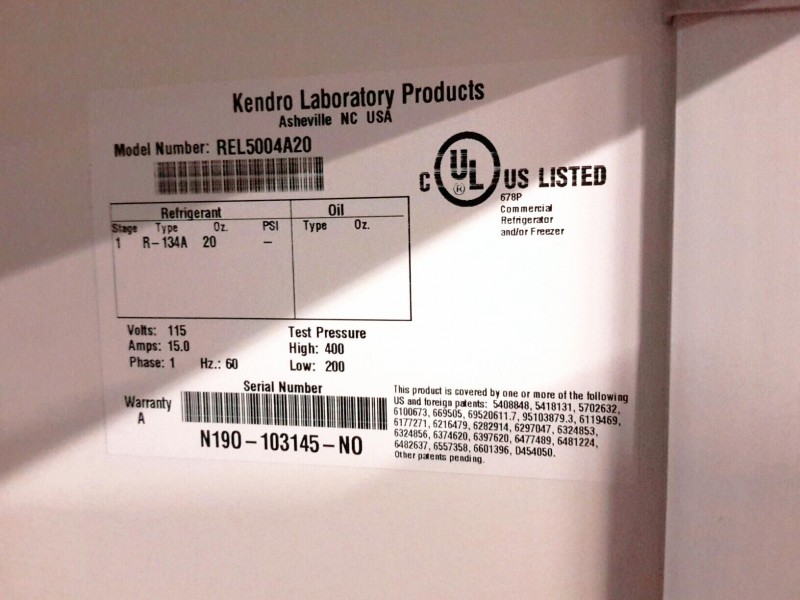 Kendro Laboratory Products
Asheville NC USA
Model Number: REL5004A20
C UL US LISTED
R
678P
Commercial
Refrigerator
and/or Freezer
Refrigerant Oil
Stage Type Oz. PSI Type Oz.
1 R-134A 20 –
Volts: 115
Amps: 15.0
Phase: 1 Hz.: 60
Test Pressure
High: 400
Low: 200
Serial Number
Warranty
A
N19O-103145-NO
This product is covered by one or more of the following
US and foreign patents: 5408848, 5418131, 5702632,
6100673, 669505, 69520611.7, 95103879.3, 6119469,
6177271, 6216479, 6282914, 6297047, 6324853,
6324856, 6374620, 6397620, 6477489, 6481224,
6482637, 6557358, 6601396, D454050.
Other patents pending.